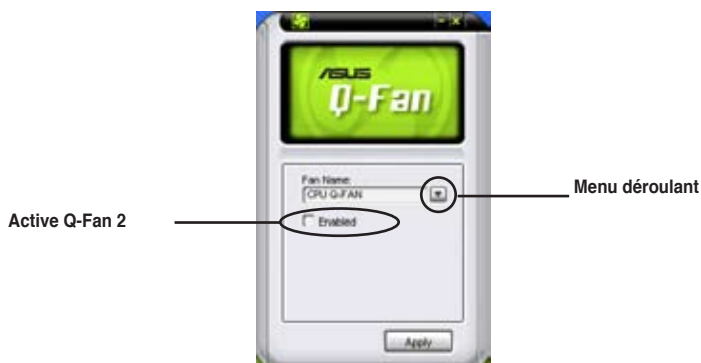 ASUS
Q-Fan
Fan Name:
CPU Q-FAN
Menu déroulant
Active Q-Fan 2
Enabled
Apply